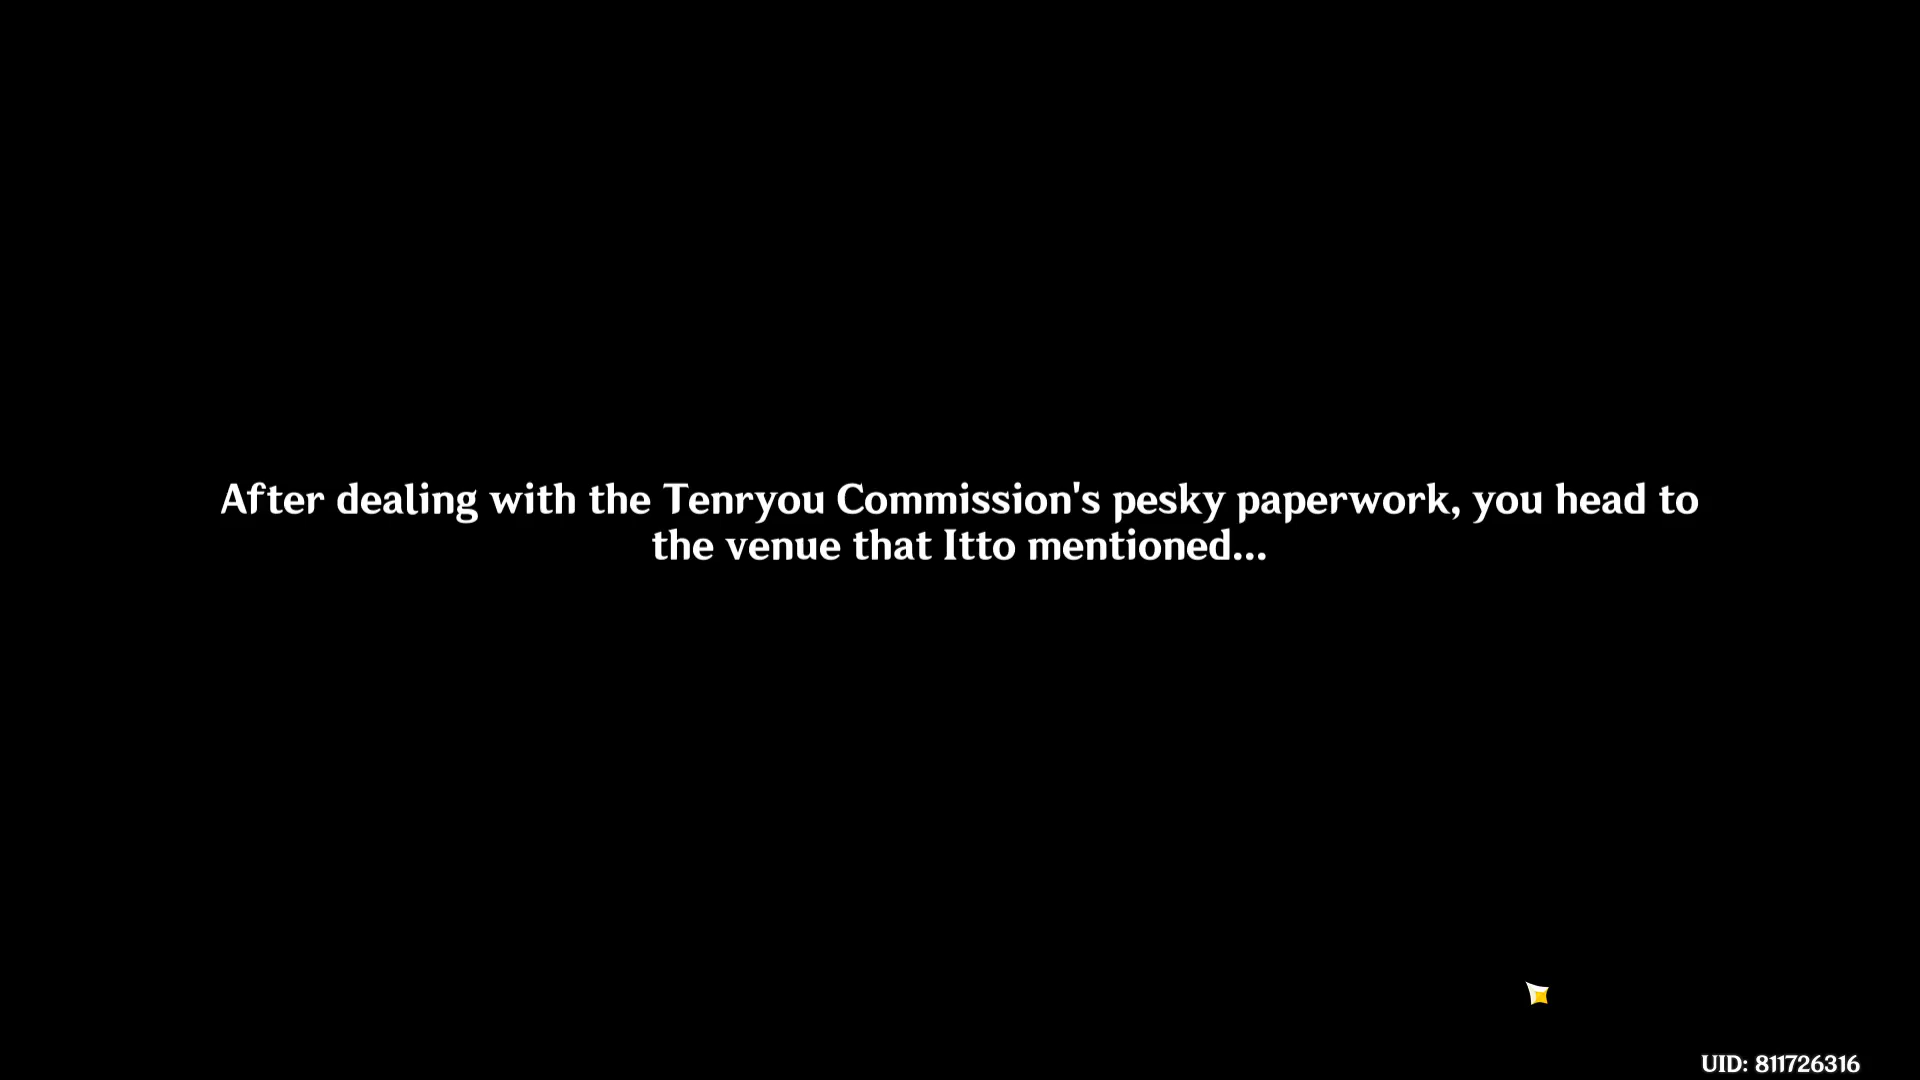 After dealing with the Tenryou Commission's pesky paperwork, you head to
the venue that Itto mentioned...
UID: 811726316